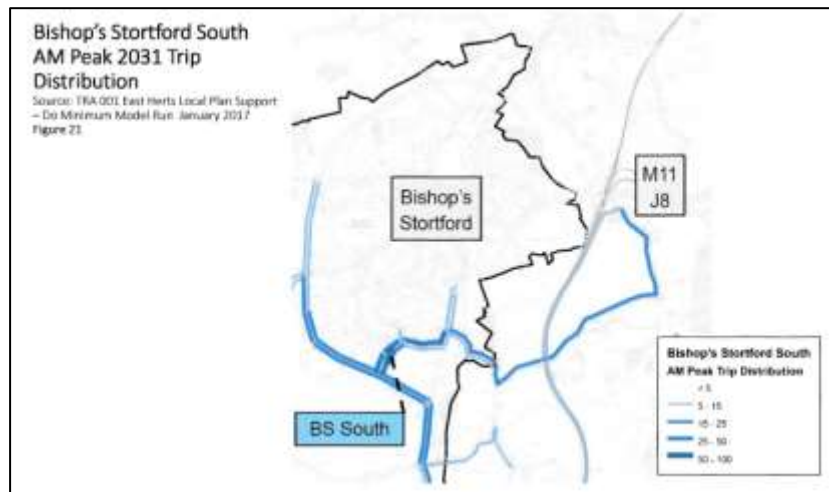 Bishop's Stortford South
AM Peak 2031 Trip
Distribution
Source: TRA 001 East Herts Local Plan Support
– Do Minimum Model Run January 2017
Figure 21
M11
J8
Bishop's
Stortford
BS South
Bishop's Stortford South
AM Peak Trip Distribution
< 5
5 - 15
15 - 25
25 - 50
50 - 100